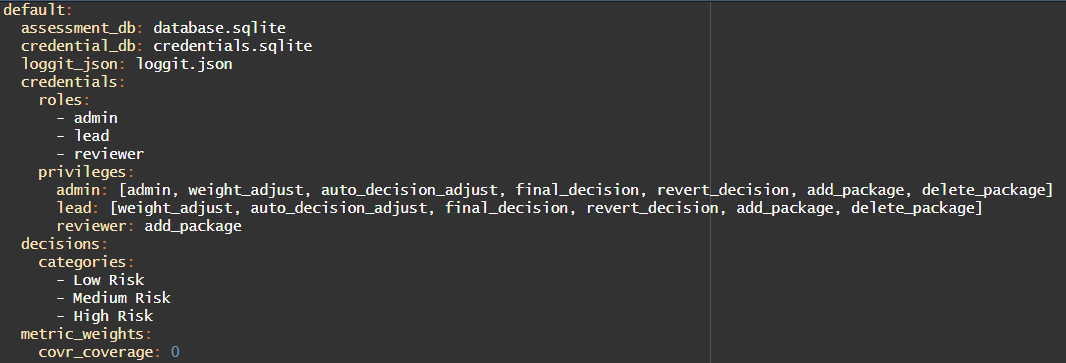 default:
  assessment_db: database.sqlite
  credential_db: credentials.sqlite
  loggit_json: loggit.json
  credentials:
    roles:
      - admin
      - lead
      - reviewer
    privileges:
      admin: [admin, weight_adjust, auto_decision_adjust, final_decision, revert_decision, add_package, delete_package]
      lead: [weight_adjust, auto_decision_adjust, final_decision, revert_decision, add_package, delete_package]
      reviewer: add_package
  decisions:
    categories:
      - Low Risk
      - Medium Risk
      - High Risk
  metric_weights:
    covr_coverage: 0